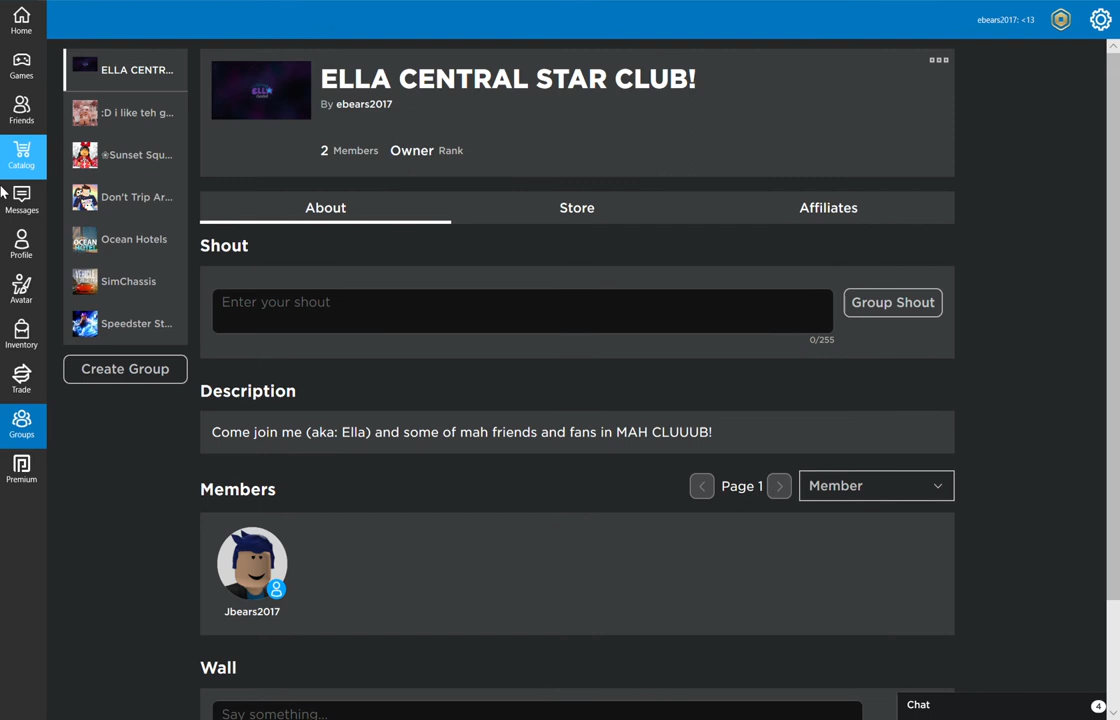 Home
Games
Friends
Catalog
Messages
Profile
Avatar
Inventory
Trade
Groups
Premium
ebears2017: <13
ELLA CENTR...
:D i like teh g...
❀Sunset Squ...
Don't Trip Ar...
Ocean Hotels
SimChassis
Speedster St...
Create Group
ELLA CENTRAL STAR CLUB!
By ebears2017
2 Members Owner Rank
About Store Affiliates
Shout
Enter your shout
Group Shout
0/255
Description
Come join me (aka: Ella) and some of mah friends and fans in MAH CLUUUB!
Members
Page 1
Member
Jbears2017
Wall
Say something...
Chat
4